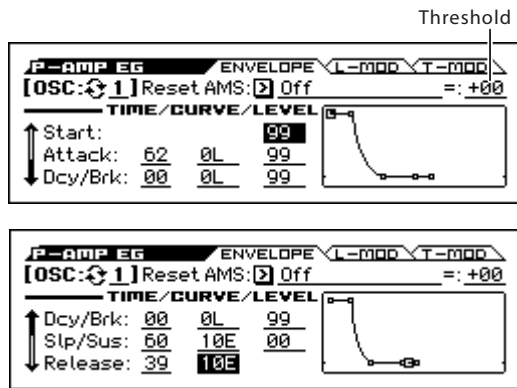 Threshold
P-AMP EG ENVELOPE L-MOD T-MOD
[OSC: 1 ]Reset AMS: Off =: +00
TIME/CURVE/LEVEL
Start: 99
Attack: 62 0L 99
Dcy/Brk: 00 0L 99
P-AMP EG ENVELOPE L-MOD T-MOD
[OSC: 1 ]Reset AMS: Off =: +00
TIME/CURVE/LEVEL
Dcy/Brk: 00 0L 99
Slp/Sus: 60 10E 00
Release: 39 10E